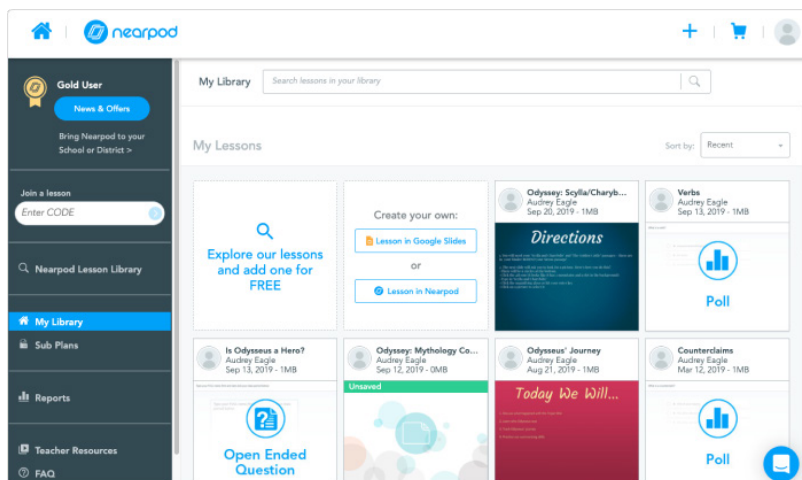 nearpod
Gold User
News & Offers
Bring Nearpod to your
School or District >
Join a lesson
Enter CODE
Nearpod Lesson Library
My Library
Sub Plans
Reports
Teacher Resources
FAQ
My Library
Search lessons in your library
My Lessons
Sort by:
Recent
Explore our lessons
and add one for
FREE
Create your own:
Lesson in Google Slides
or
Lesson in Nearpod
Odyssey: Scylla/Charyb...
Audrey Eagle
Sep 20, 2019 - 1MB
Directions
Verbs
Audrey Eagle
Sep 13, 2019 - 1MB
Poll
Is Odysseus a Hero?
Audrey Eagle
Sep 13, 2019 - 1MB
Open Ended
Question
Odyssey: Mythology Co...
Audrey Eagle
Sep 12, 2019 - 0MB
Unsaved
Odysseus' Journey
Audrey Eagle
Aug 21, 2019 - 1MB
Today We Will...
Counterclaims
Audrey Eagle
Mar 12, 2019 - 1MB
Poll